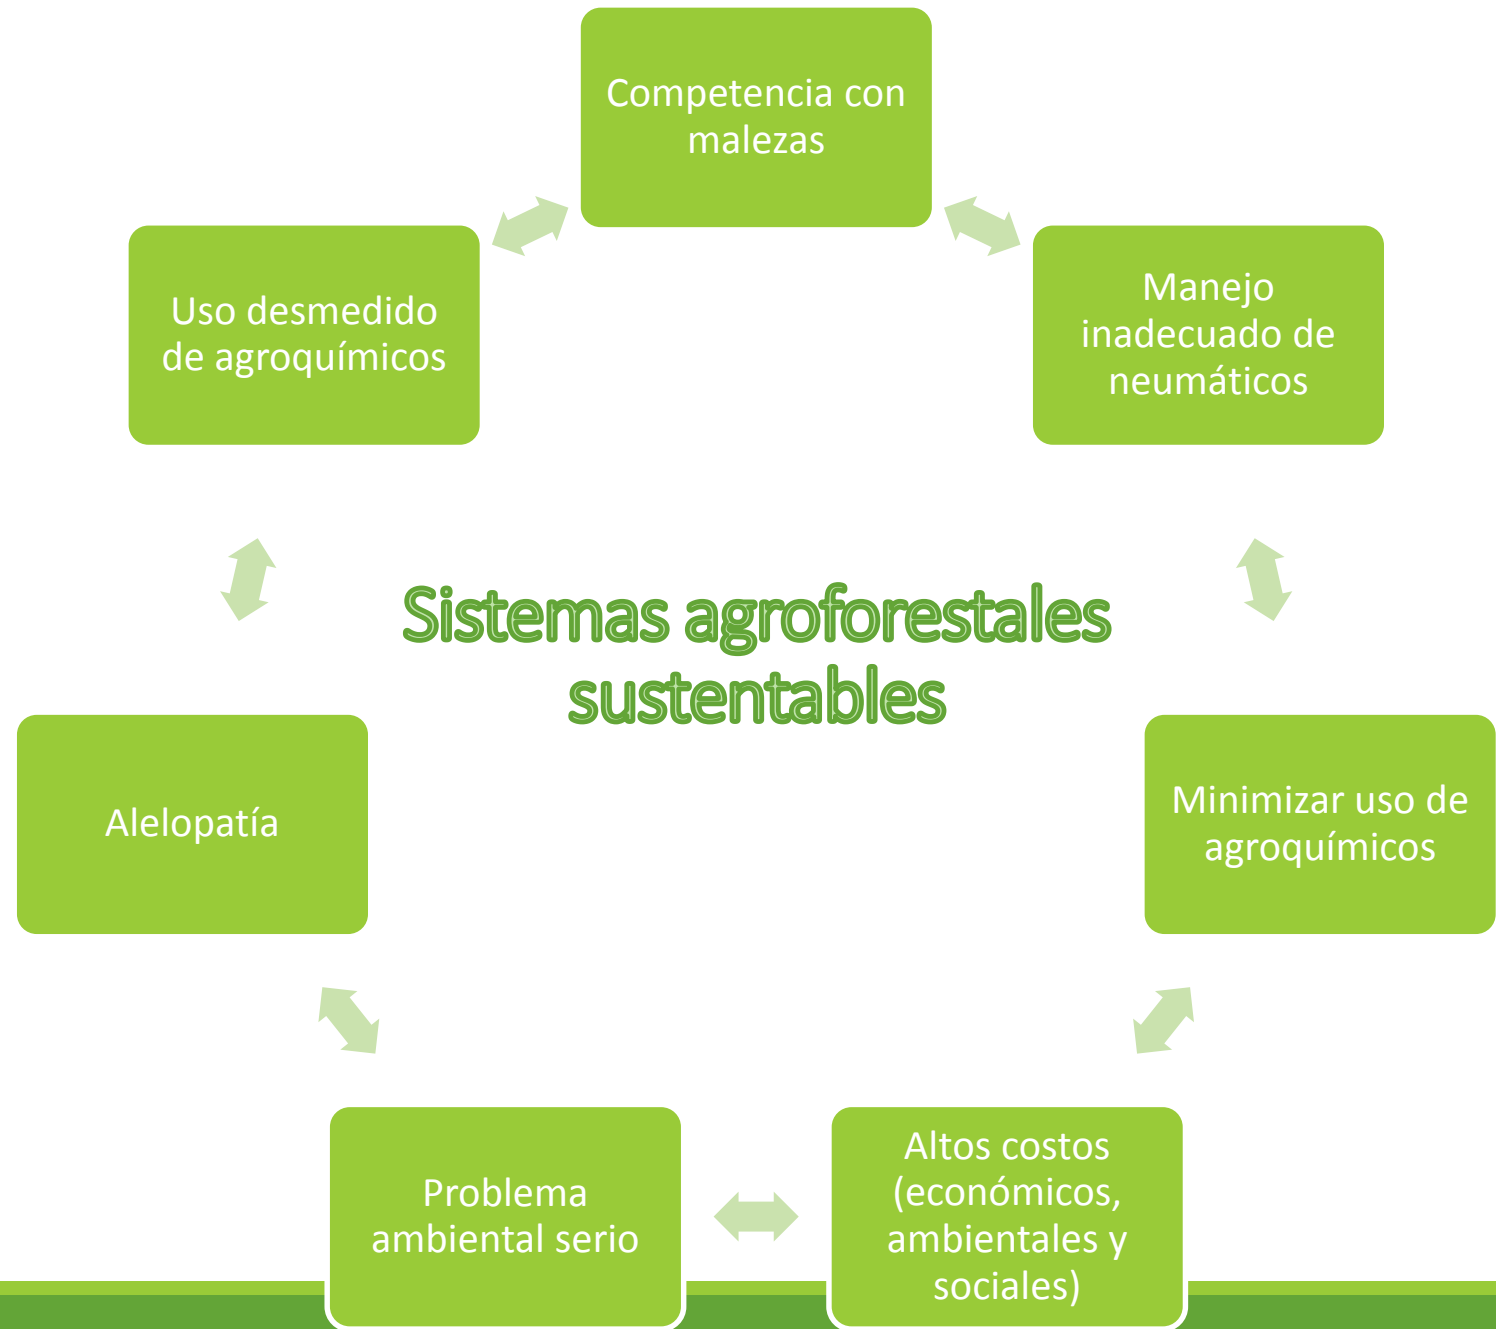 Competencia con
malezas
Uso desmedido
de agroquímicos
Manejo
inadecuado de
neumáticos
Sistemas agroforestales
sustentables
Alelopatía
Minimizar uso de
agroquímicos
Problema
ambiental serio
Altos costos
(económicos,
ambientales y
sociales)